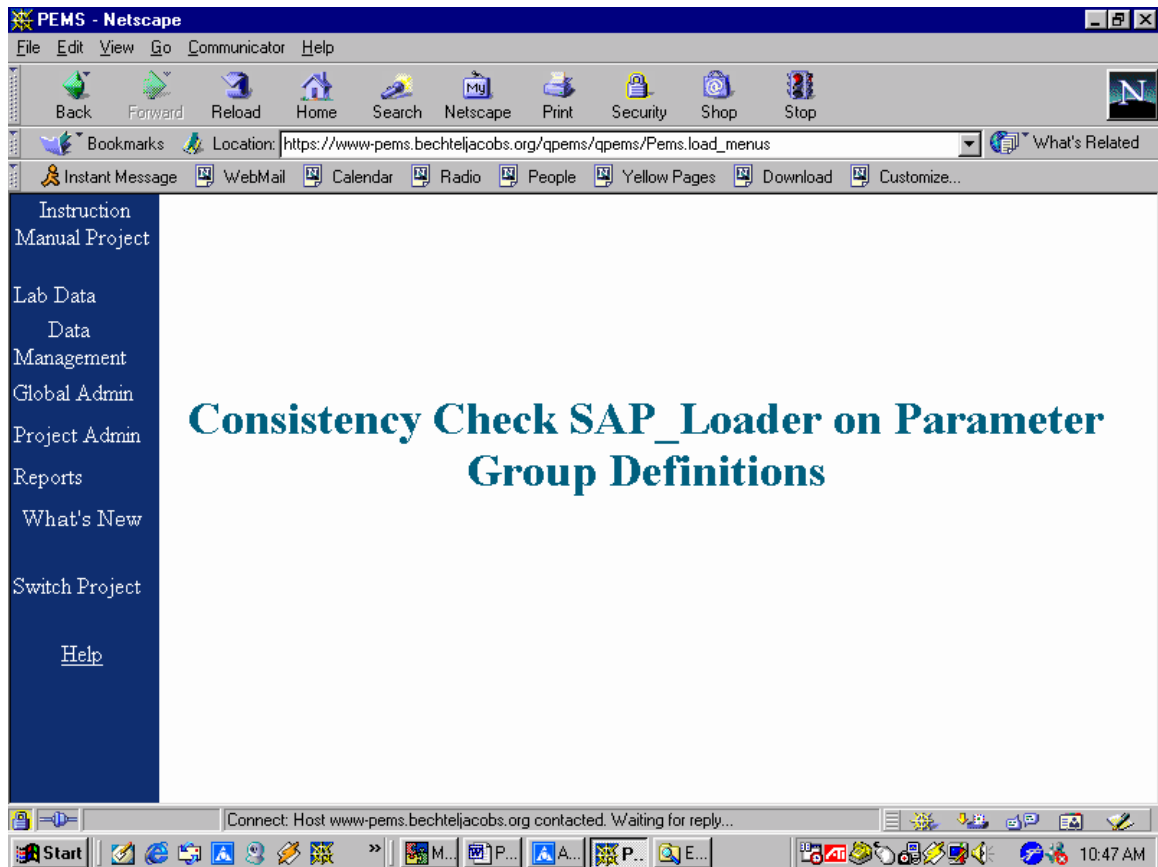 PEMS - Netscape
File Edit View Go Communicator Help
My
N
Back Forward Reload Home Search Netscape Print Security Shop Stop
Bookmarks Location: https://www-pems.bechteljacobs.org/qpems/qpems/Pems.load_menus What's Related
Instant Message WebMail Calendar Radio People Yellow Pages Download Customize...
Instruction
Manual Project
Lab Data
Data
Management
Global Admin
Project Admin
Reports
What's New
Switch Project
Help
Consistency Check SAP_Loader on Parameter
Group Definitions
Connect: Host www-pems.bechteljacobs.org contacted. Waiting for reply...
Start » M... P... A... P.. E... 10:47 AM